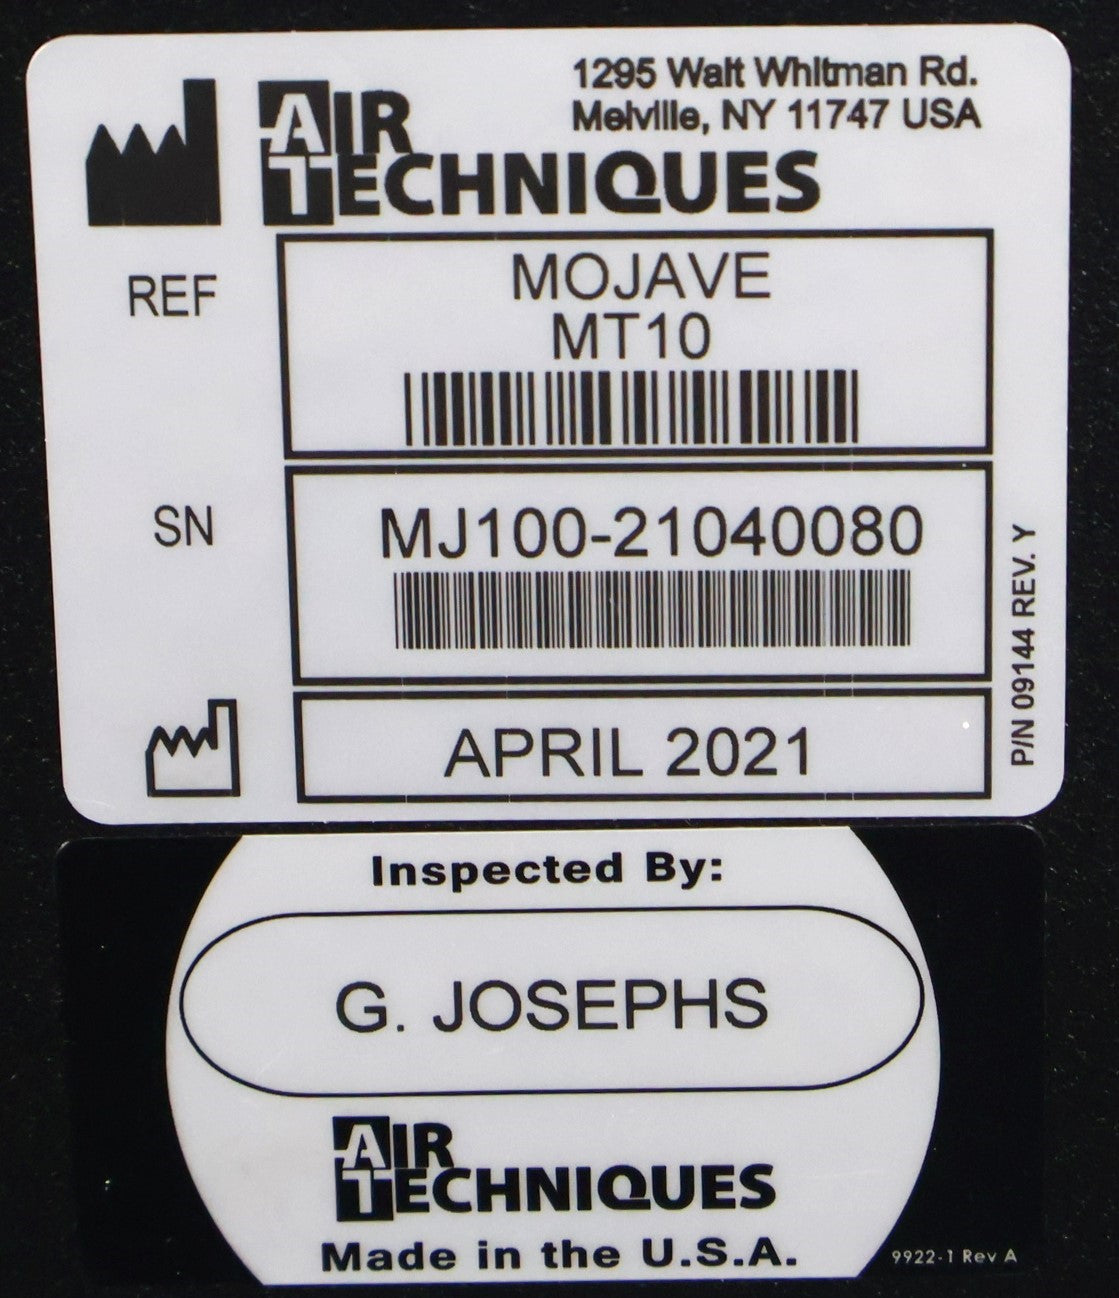 1295 Walt Whitman Rd.
Melville, NY 11747 USA
AIR
TECHNIQUES
REF
MOJAVE
MT10
SN
MJ100-21040080
APRIL 2021
P/N 09144 REV. Y
Inspected By:
G. JOSEPHS
AIR
TECHNIQUES
Made in the U.S.A.
9922-1 Rev A